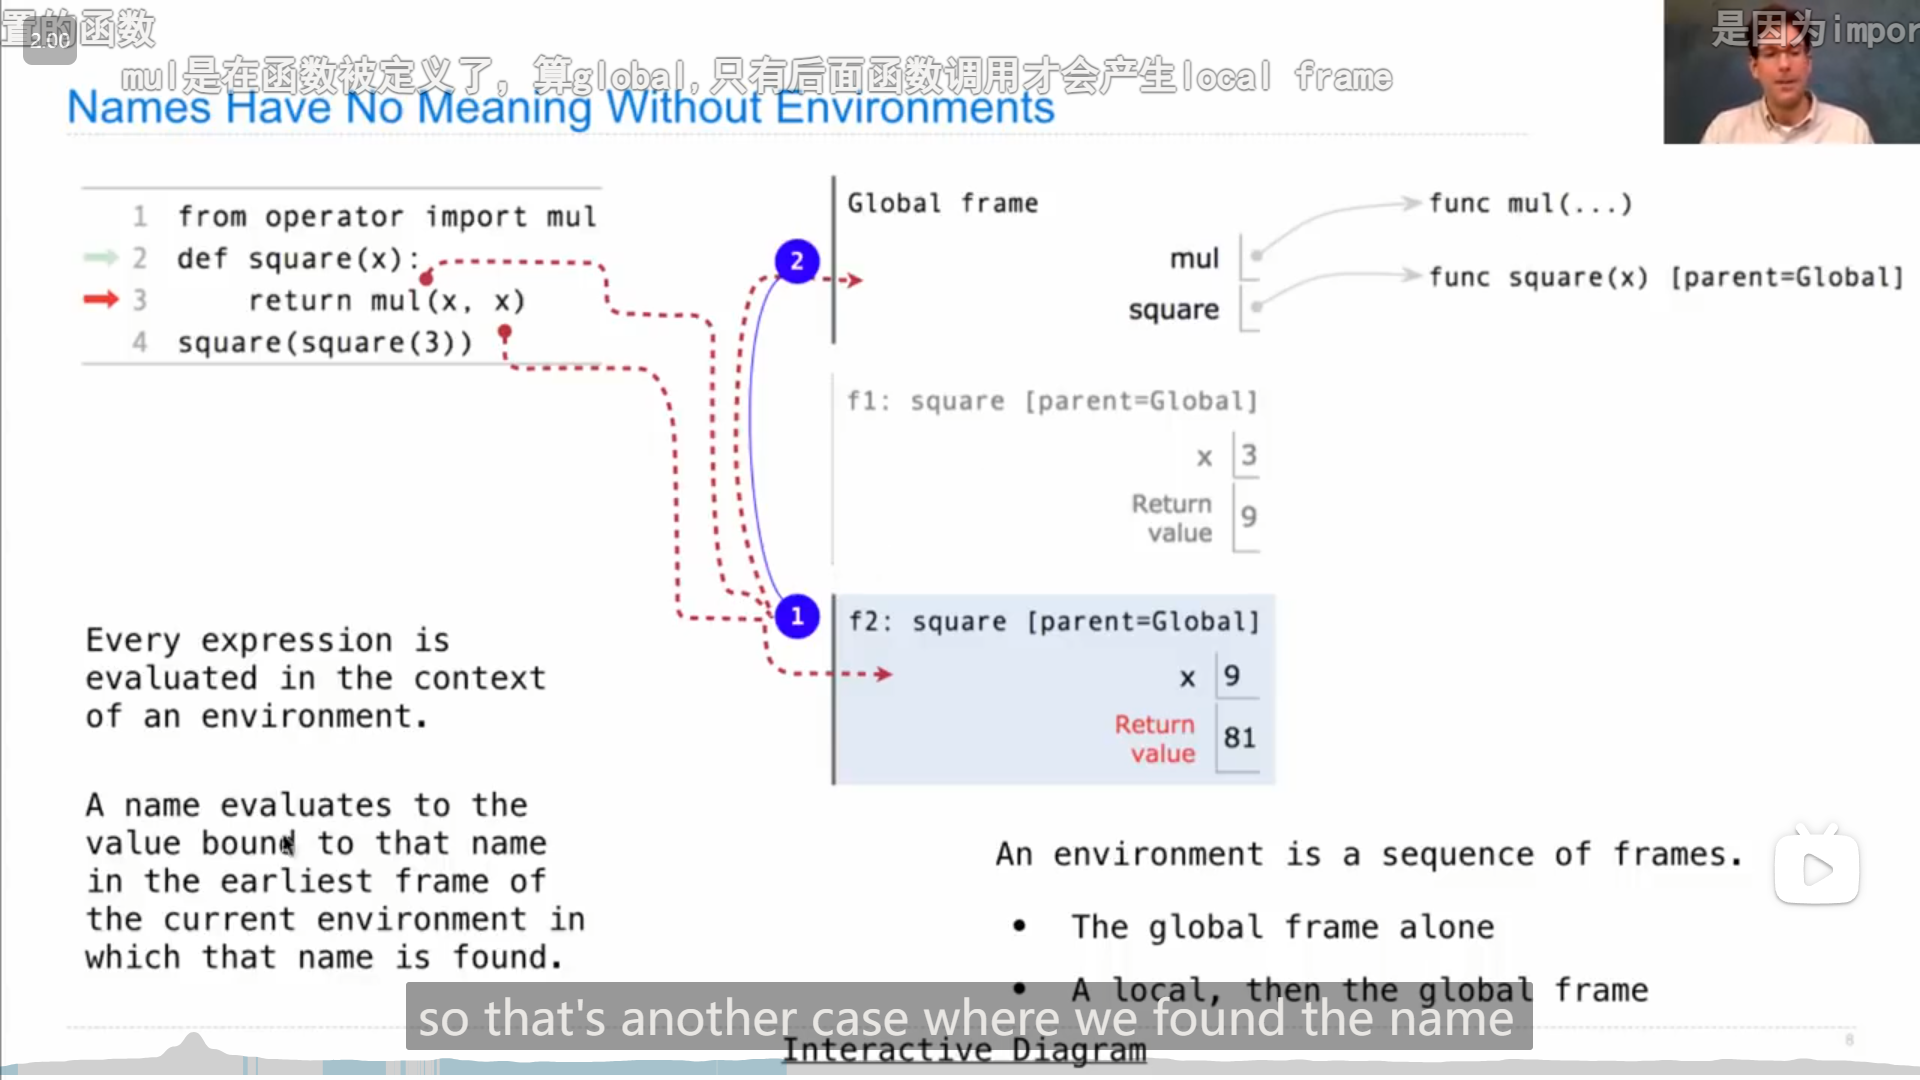 置的函数
2:00
是因为impor
mul是在函数被定义了，算global,只有后面函数调用才会产生local frame
Names Have No Meaning Without Environments
1 from operator import mul
2 def square(x):
3 return mul(x, x)
4 square(square(3))
Global frame
mul
square
func mul(...)
func square(x) [parent=Global]
2
f1: square [parent=Global]
x 3
Return value 9
1
f2: square [parent=Global]
x 9
Return value 81
Every expression is
evaluated in the context
of an environment.
A name evaluates to the
value bound to that name
in the earliest frame of
the current environment in
which that name is found.
An environment is a sequence of frames.
• The global frame alone
• A local, then the global frame
so that's another case where we found the name
Interactive Diagram
8